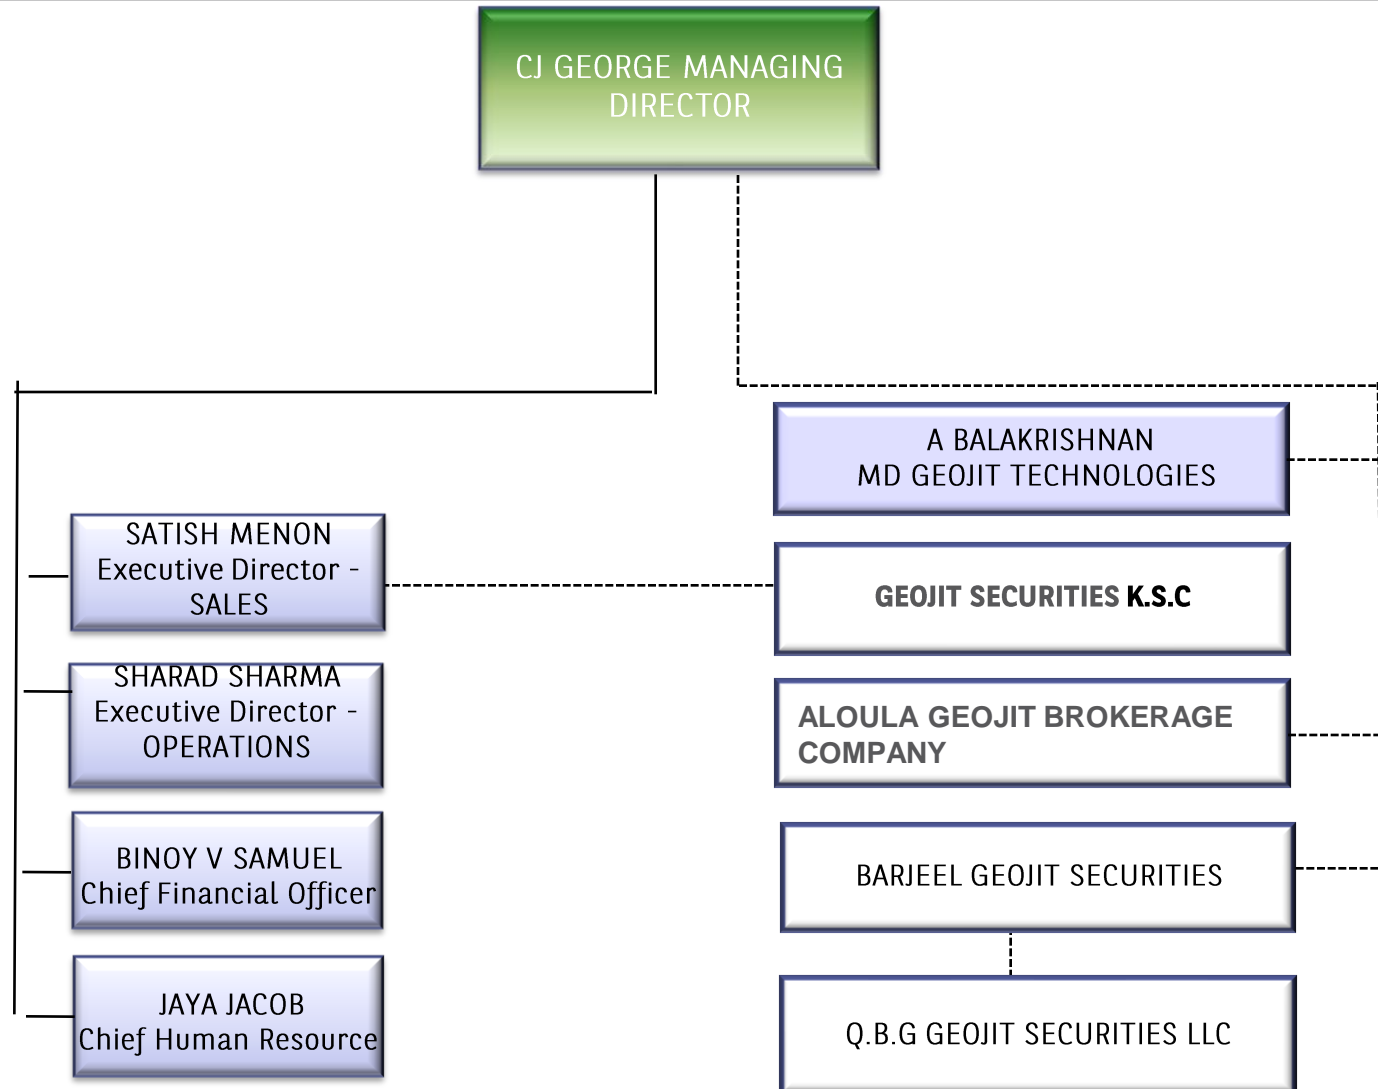 CJ GEORGE MANAGING
DIRECTOR
A BALAKRISHNAN
MD GEOJIT TECHNOLOGIES
SATISH MENON
Executive Director -
SALES
GEOJIT SECURITIES K.S.C
SHARAD SHARMA
Executive Director -
OPERATIONS
ALOULA GEOJIT BROKERAGE
COMPANY
BINOY V SAMUEL
Chief Financial Officer
BARJEEL GEOJIT SECURITIES
JAYA JACOB
Chief Human Resource
Q.B.G GEOJIT SECURITIES LLC